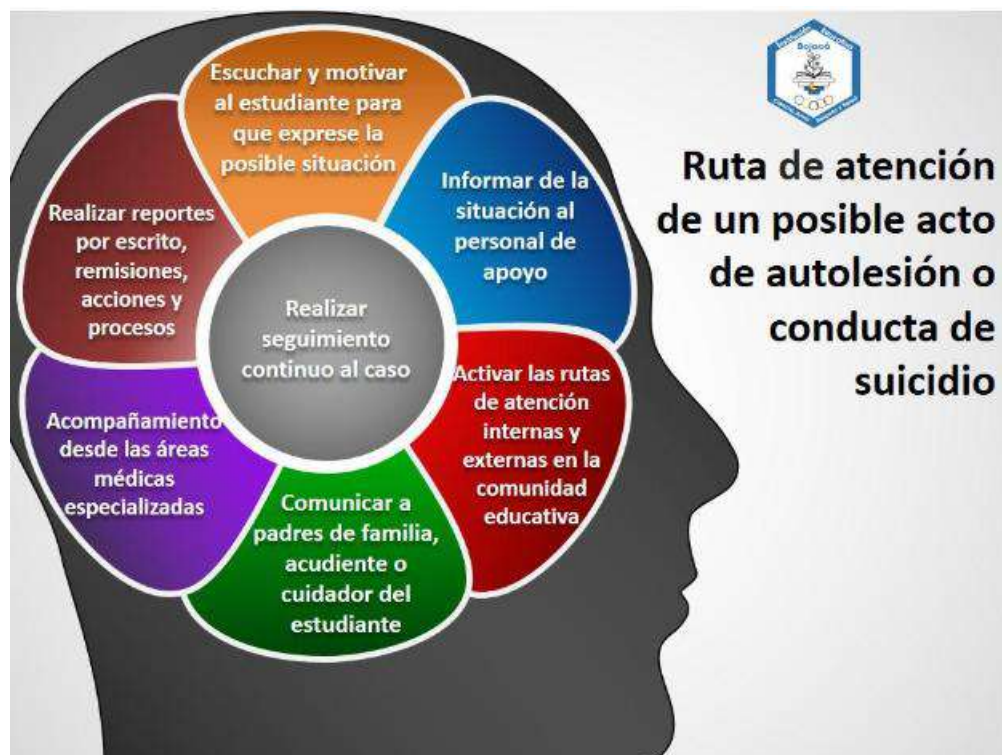 Institución Educativa
Bojacá
Ruta de atención
de un posible acto
de autolesión o
conducta de
suicidio
Escuchar y motivar
al estudiante para
que exprese la
posible situación
Informar de la
situación al
personal de
apoyo
Activar las rutas
de atención
internas y
externas en la
comunidad
educativa
Comunicar a
padres de familia,
acudiente o
cuidador del
estudiante
Acompañamiento
desde las áreas
médicas
especializadas
Realizar reportes
por escrito,
remisiones,
acciones y
procesos
Realizar
seguimiento
continuo al caso